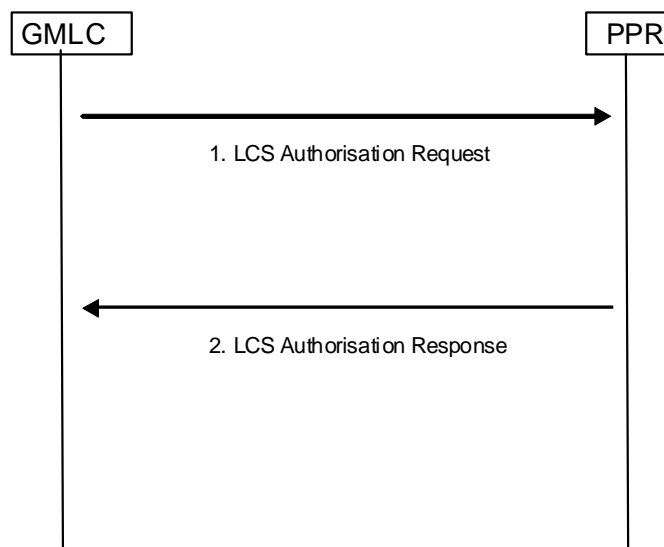 GMLC
PPR
1. LCS Authorisation Request
2. LCS Authorisation Response